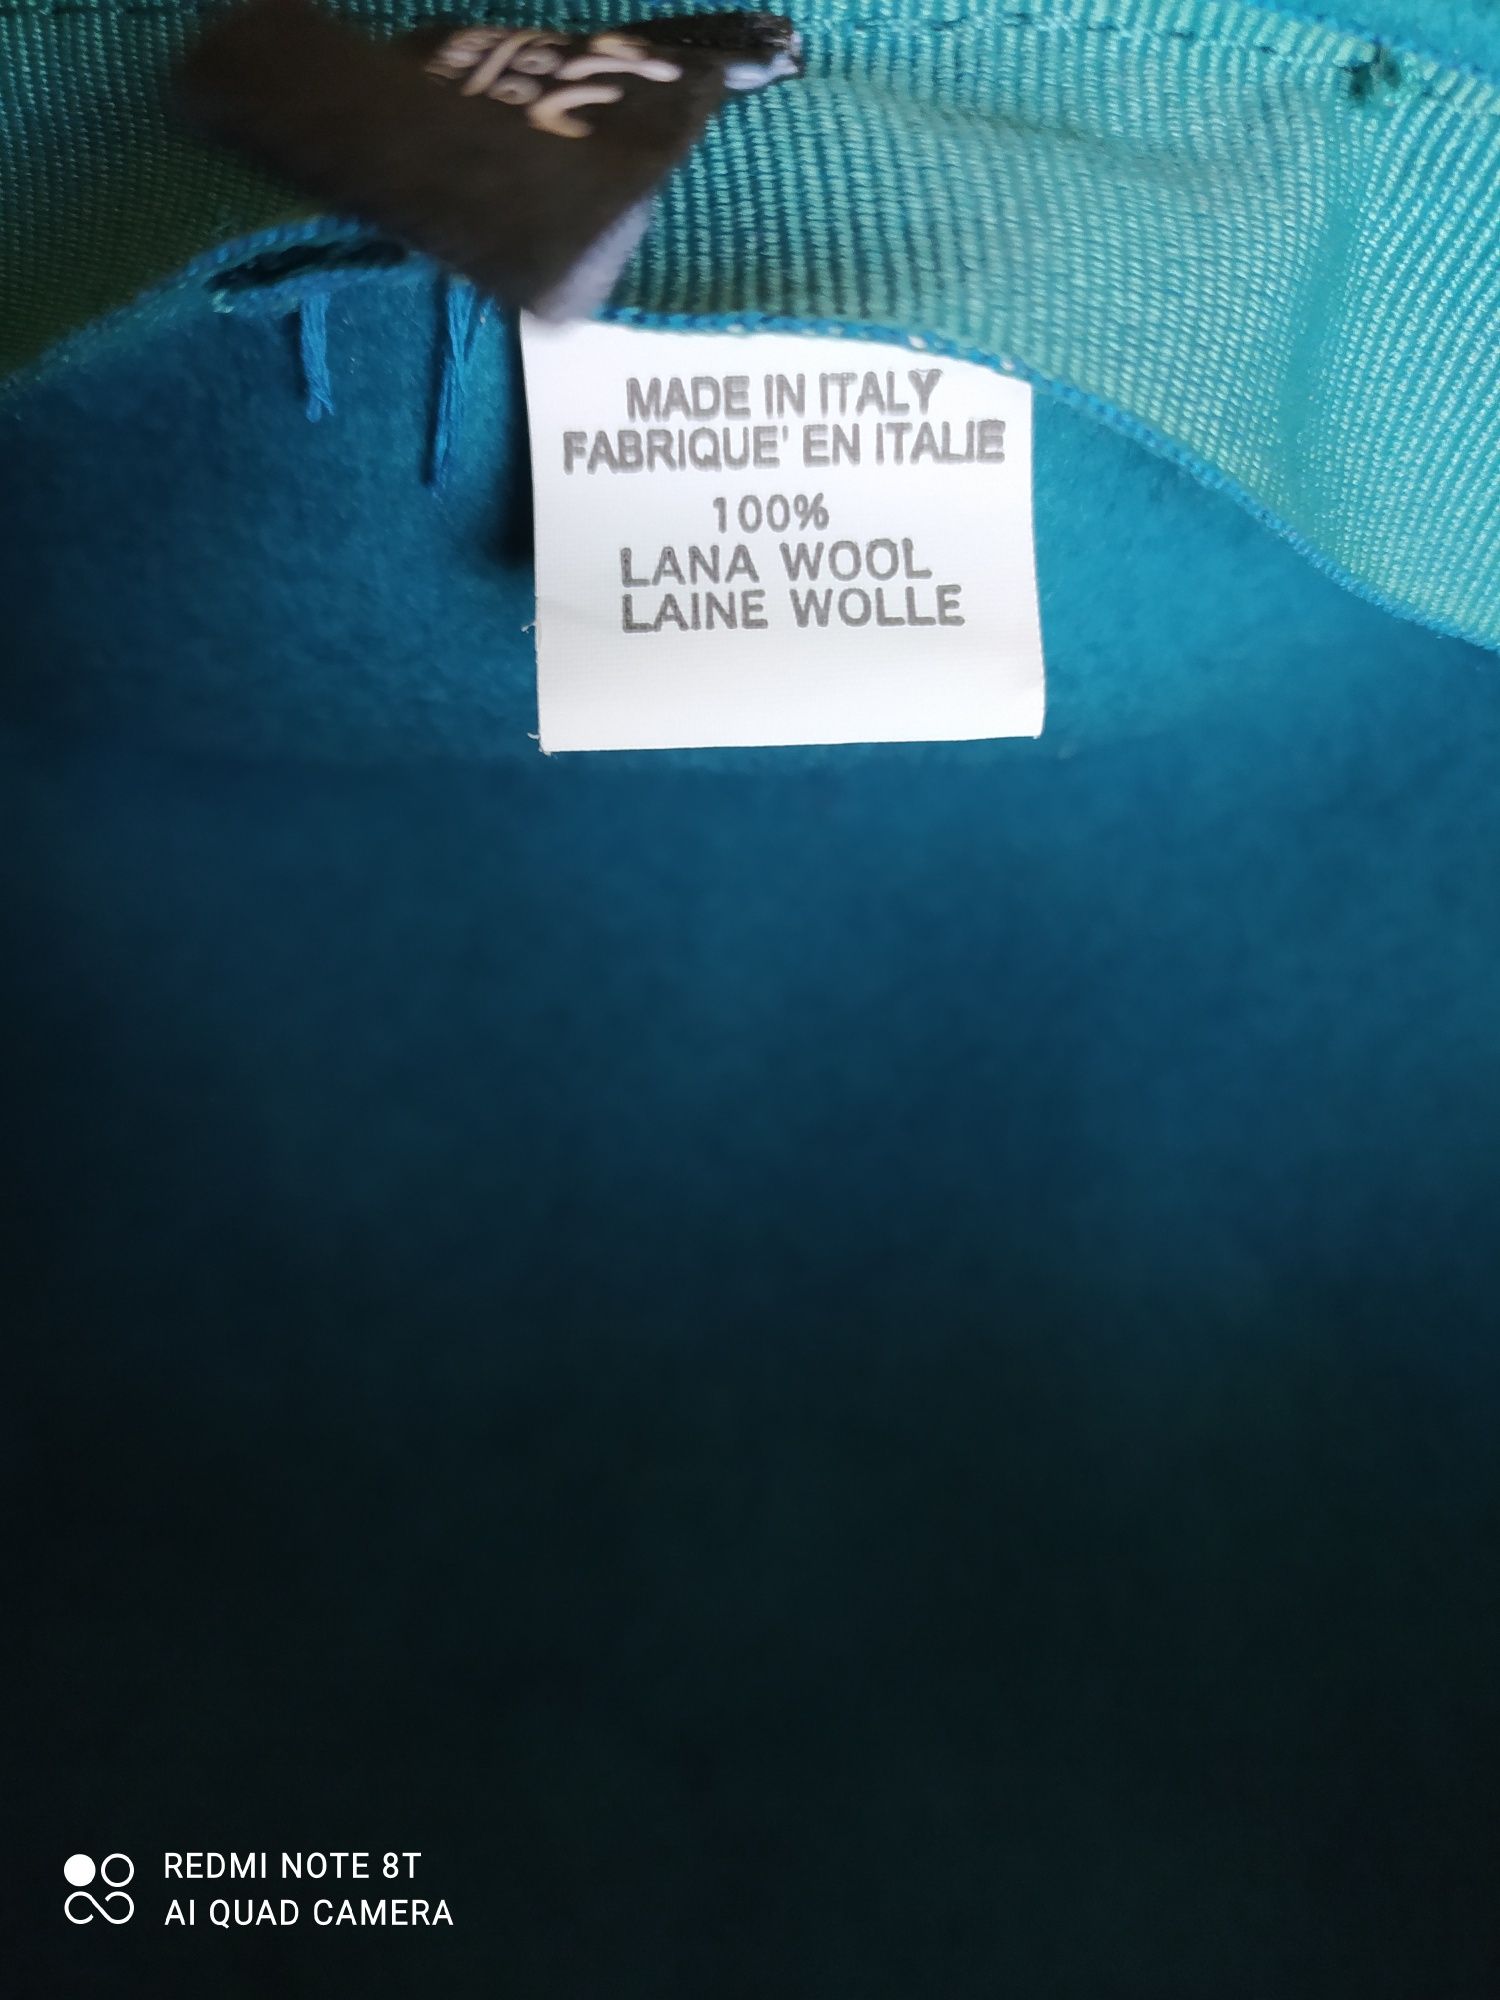 MADE IN ITALY
FABRIQUE' EN ITALIE
100%
LANA WOOL
LAINE WOLLE
REDMI NOTE 8T
AI QUAD CAMERA